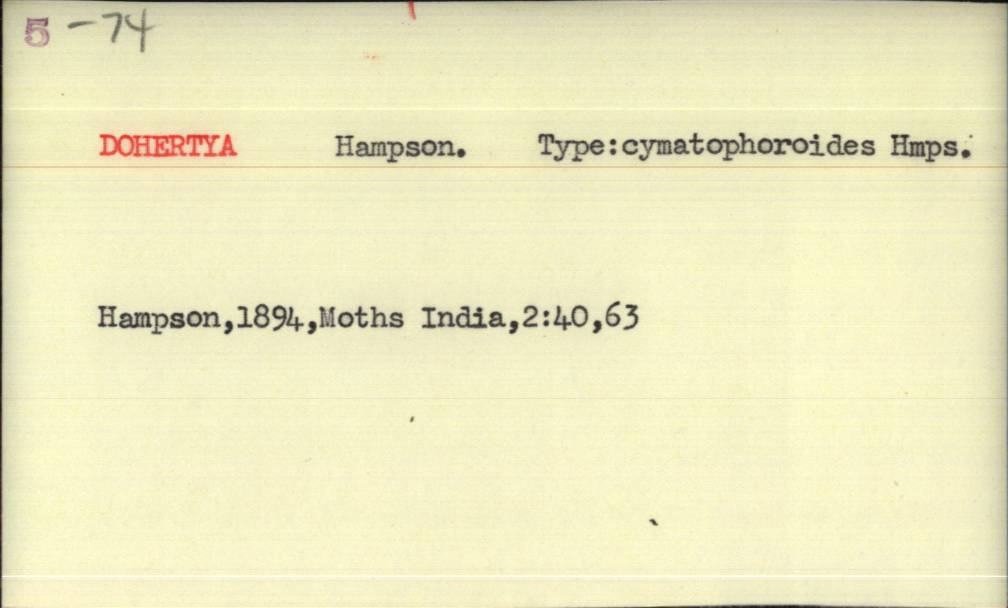 5 - 74
DOHERTYA Hampson. Type:cymatophoroides Hmps.
Hampson,1894,Moths India,2:40,63